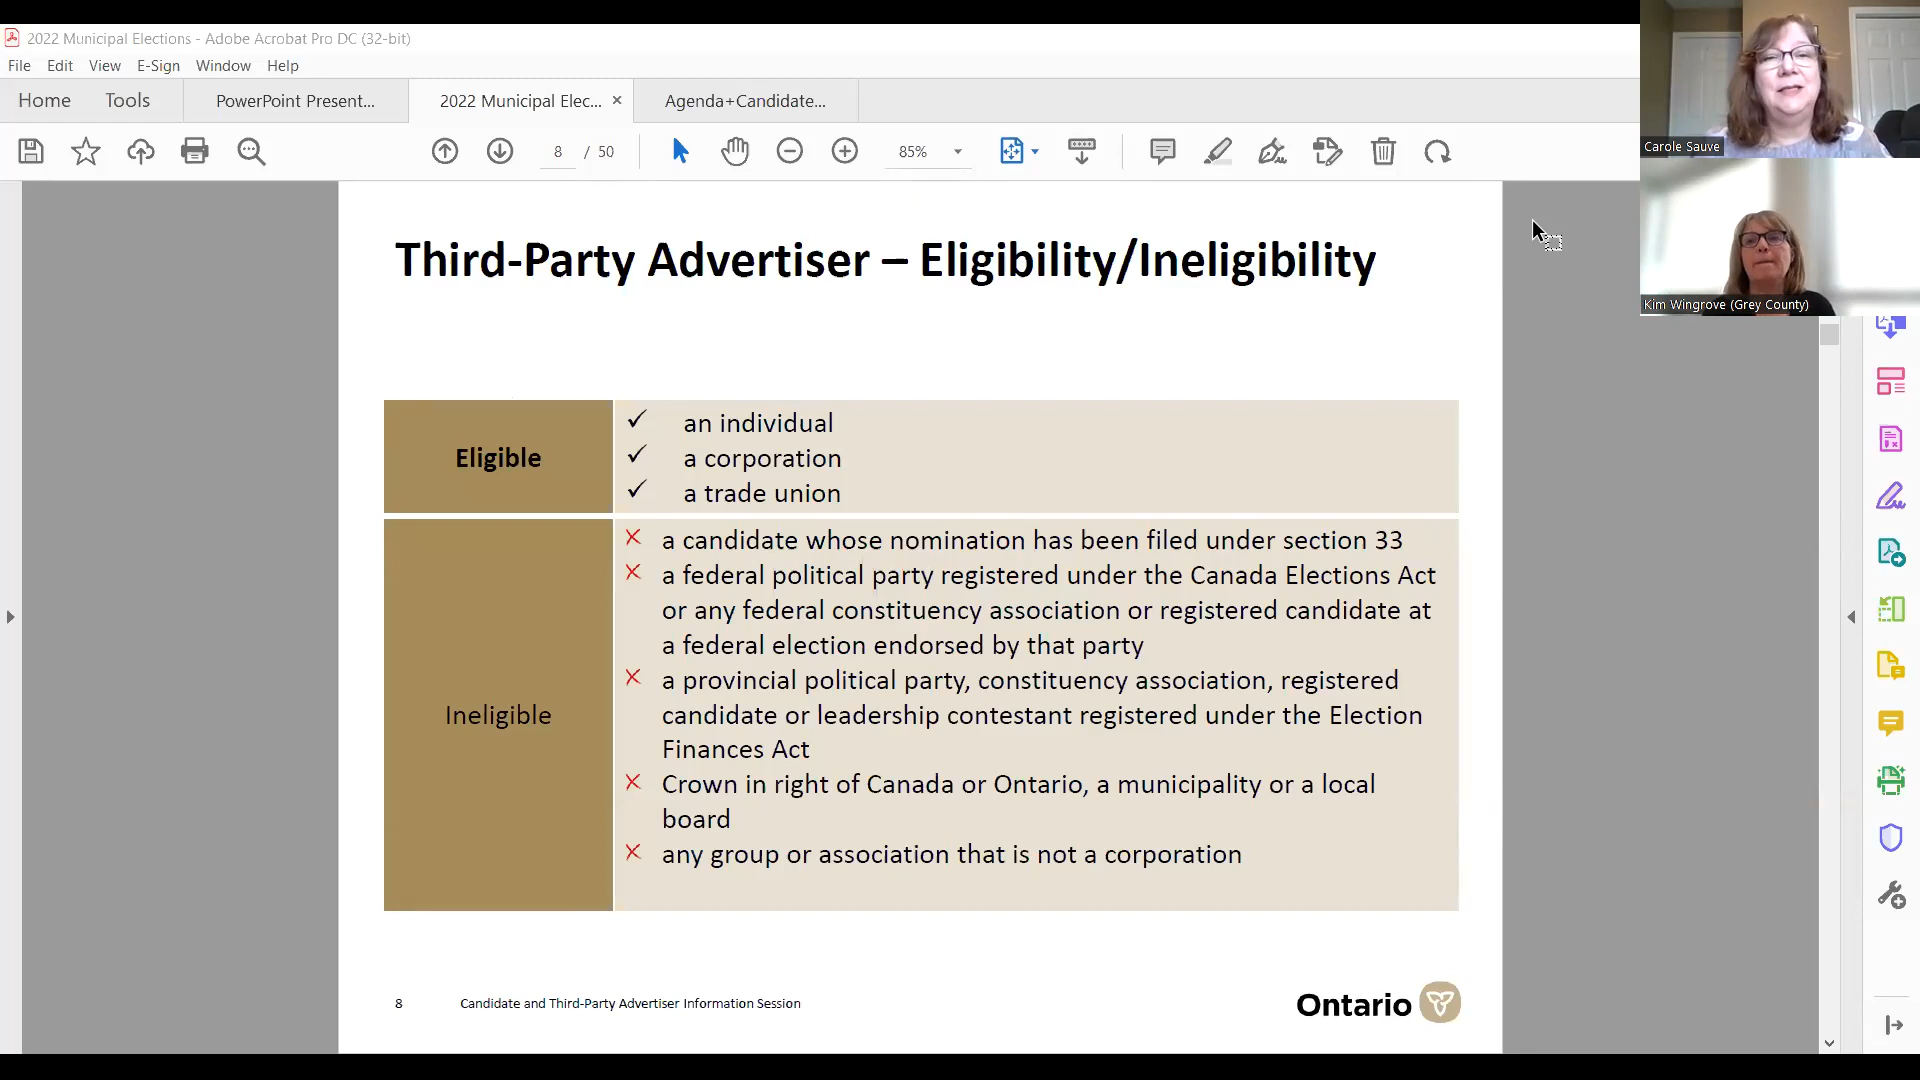 2022 Municipal Elections - Adobe Acrobat Pro DC (32-bit)
File Edit View E-Sign Window Help
Home Tools PowerPoint Present... 2022 Municipal Elec... × Agenda+Candidate...
8 / 50 85%
Carole Sauve
Kim Wingrove (Grey County)
Third-Party Advertiser – Eligibility/Ineligibility
Eligible
✓ an individual
✓ a corporation
✓ a trade union
Ineligible
× a candidate whose nomination has been filed under section 33
× a federal political party registered under the Canada Elections Act
or any federal constituency association or registered candidate at
a federal election endorsed by that party
× a provincial political party, constituency association, registered
candidate or leadership contestant registered under the Election
Finances Act
× Crown in right of Canada or Ontario, a municipality or a local
board
× any group or association that is not a corporation
8 Candidate and Third-Party Advertiser Information Session
Ontario